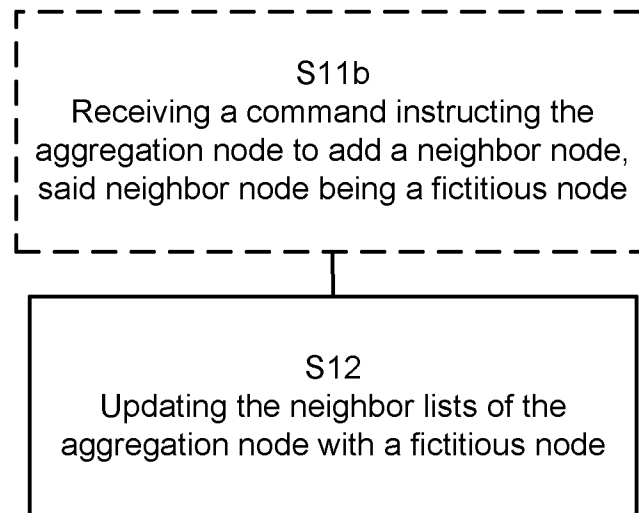 S11b
Receiving a command instructing the
aggregation node to add a neighbor node,
said neighbor node being a fictitious node
S12
Updating the neighbor lists of the
aggregation node with a fictitious node